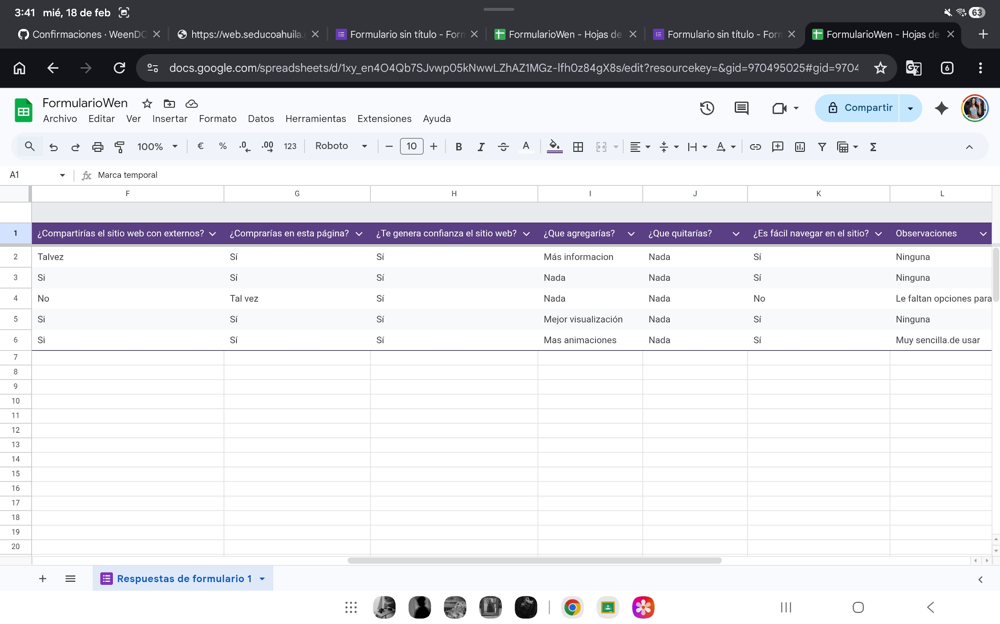 3:41 mié, 18 de feb 63
Confirmaciones · WeenDC https://web.seducoahuila.g Formulario sin título - Form FormularioWen - Hojas de Formulario sin título - Form FormularioWen - Hojas de
docs.google.com/spreadsheets/d/1xy_en4O4Qb7SJvwp05kNwwLZhAZ1MGz-lfh0z84gX8s/edit?resourcekey=&gid=970495025#gid=9704 6
FormularioWen
Compartir
Archivo Editar Ver Insertar Formato Datos Herramientas Extensiones Ayuda
100% € % .0 .00 123 Roboto 10 B I S A
A1 fx Marca temporal
F G H I J K L
1 ¿Compartirías el sitio web con externos? ¿Comprarías en esta página? ¿Te genera confianza el sitio web? ¿Que agregarías? ¿Que quitarías? ¿Es fácil navegar en el sitio? Observaciones
2 Talvez Sí Sí Más informacion Nada Sí Ninguna
3 Si Sí Sí Nada Nada Sí Ninguna
4 No Tal vez Sí Nada Nada No Le faltan opciones para
5 Si Sí Sí Mejor visualización Nada Sí Ninguna
6 Si Sí Sí Mas animaciones Nada Sí Muy sencilla.de usar
7
8
9
10
11
12
13
14
15
16
17
18
19
20
Respuestas de formulario 1